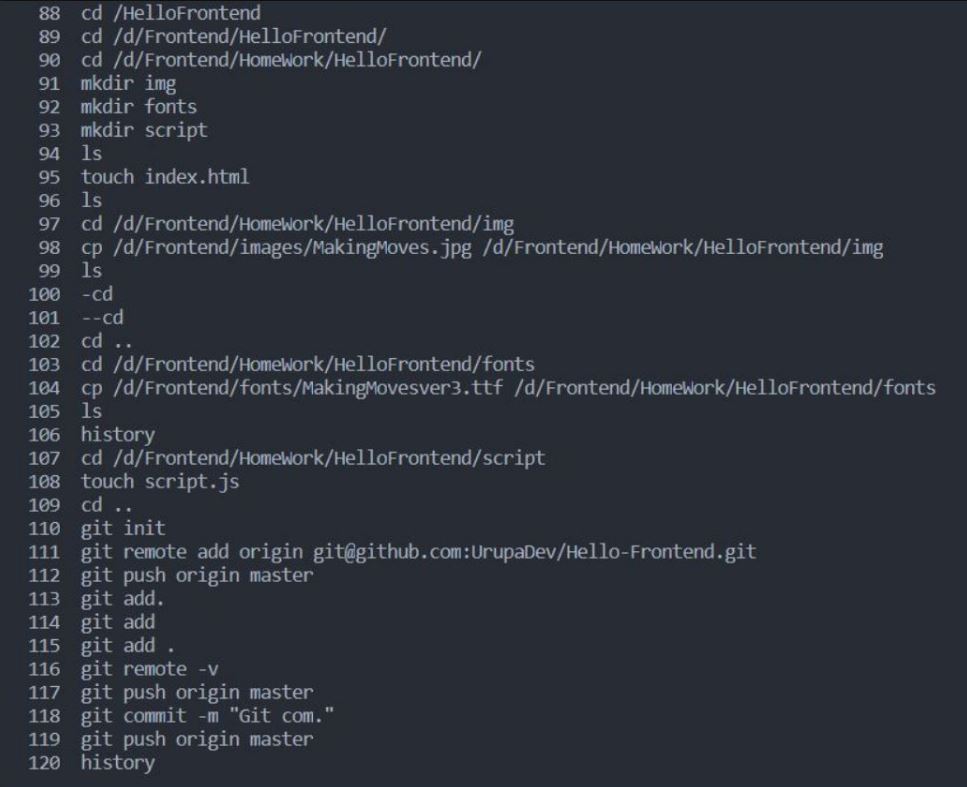 88 cd /HelloFrontend
89 cd /d/Frontend/HelloFrontend/
90 cd /d/Frontend/HomeWork/HelloFrontend/
91 mkdir img
92 mkdir fonts
93 mkdir script
94 ls
95 touch index.html
96 ls
97 cd /d/Frontend/HomeWork/HelloFrontend/img
98 cp /d/Frontend/images/MakingMoves.jpg /d/Frontend/HomeWork/HelloFrontend/img
99 ls
100 -cd
101 --cd
102 cd ..
103 cd /d/Frontend/HomeWork/HelloFrontend/fonts
104 cp /d/Frontend/fonts/MakingMovesver3.ttf /d/Frontend/HomeWork/HelloFrontend/fonts
105 ls
106 history
107 cd /d/Frontend/HomeWork/HelloFrontend/script
108 touch script.js
109 cd ..
110 git init
111 git remote add origin git@github.com:UrupaDev/Hello-Frontend.git
112 git push origin master
113 git add.
114 git add
115 git add .
116 git remote -v
117 git push origin master
118 git commit -m "Git com."
119 git push origin master
120 history